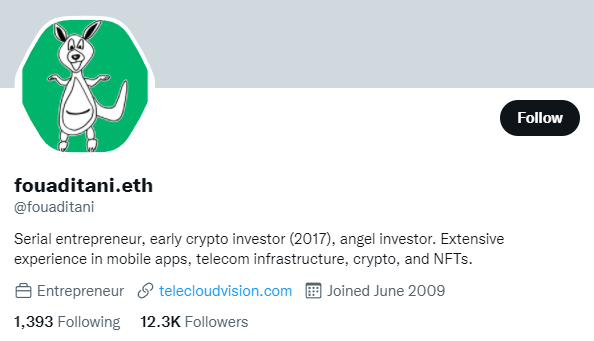 Follow
fouaditani.eth
@fouaditani
Serial entrepreneur, early crypto investor (2017), angel investor. Extensive
experience in mobile apps, telecom infrastructure, crypto, and NFTs.
Entrepreneur telecloudvision.com Joined June 2009
1,393 Following 12.3K Followers